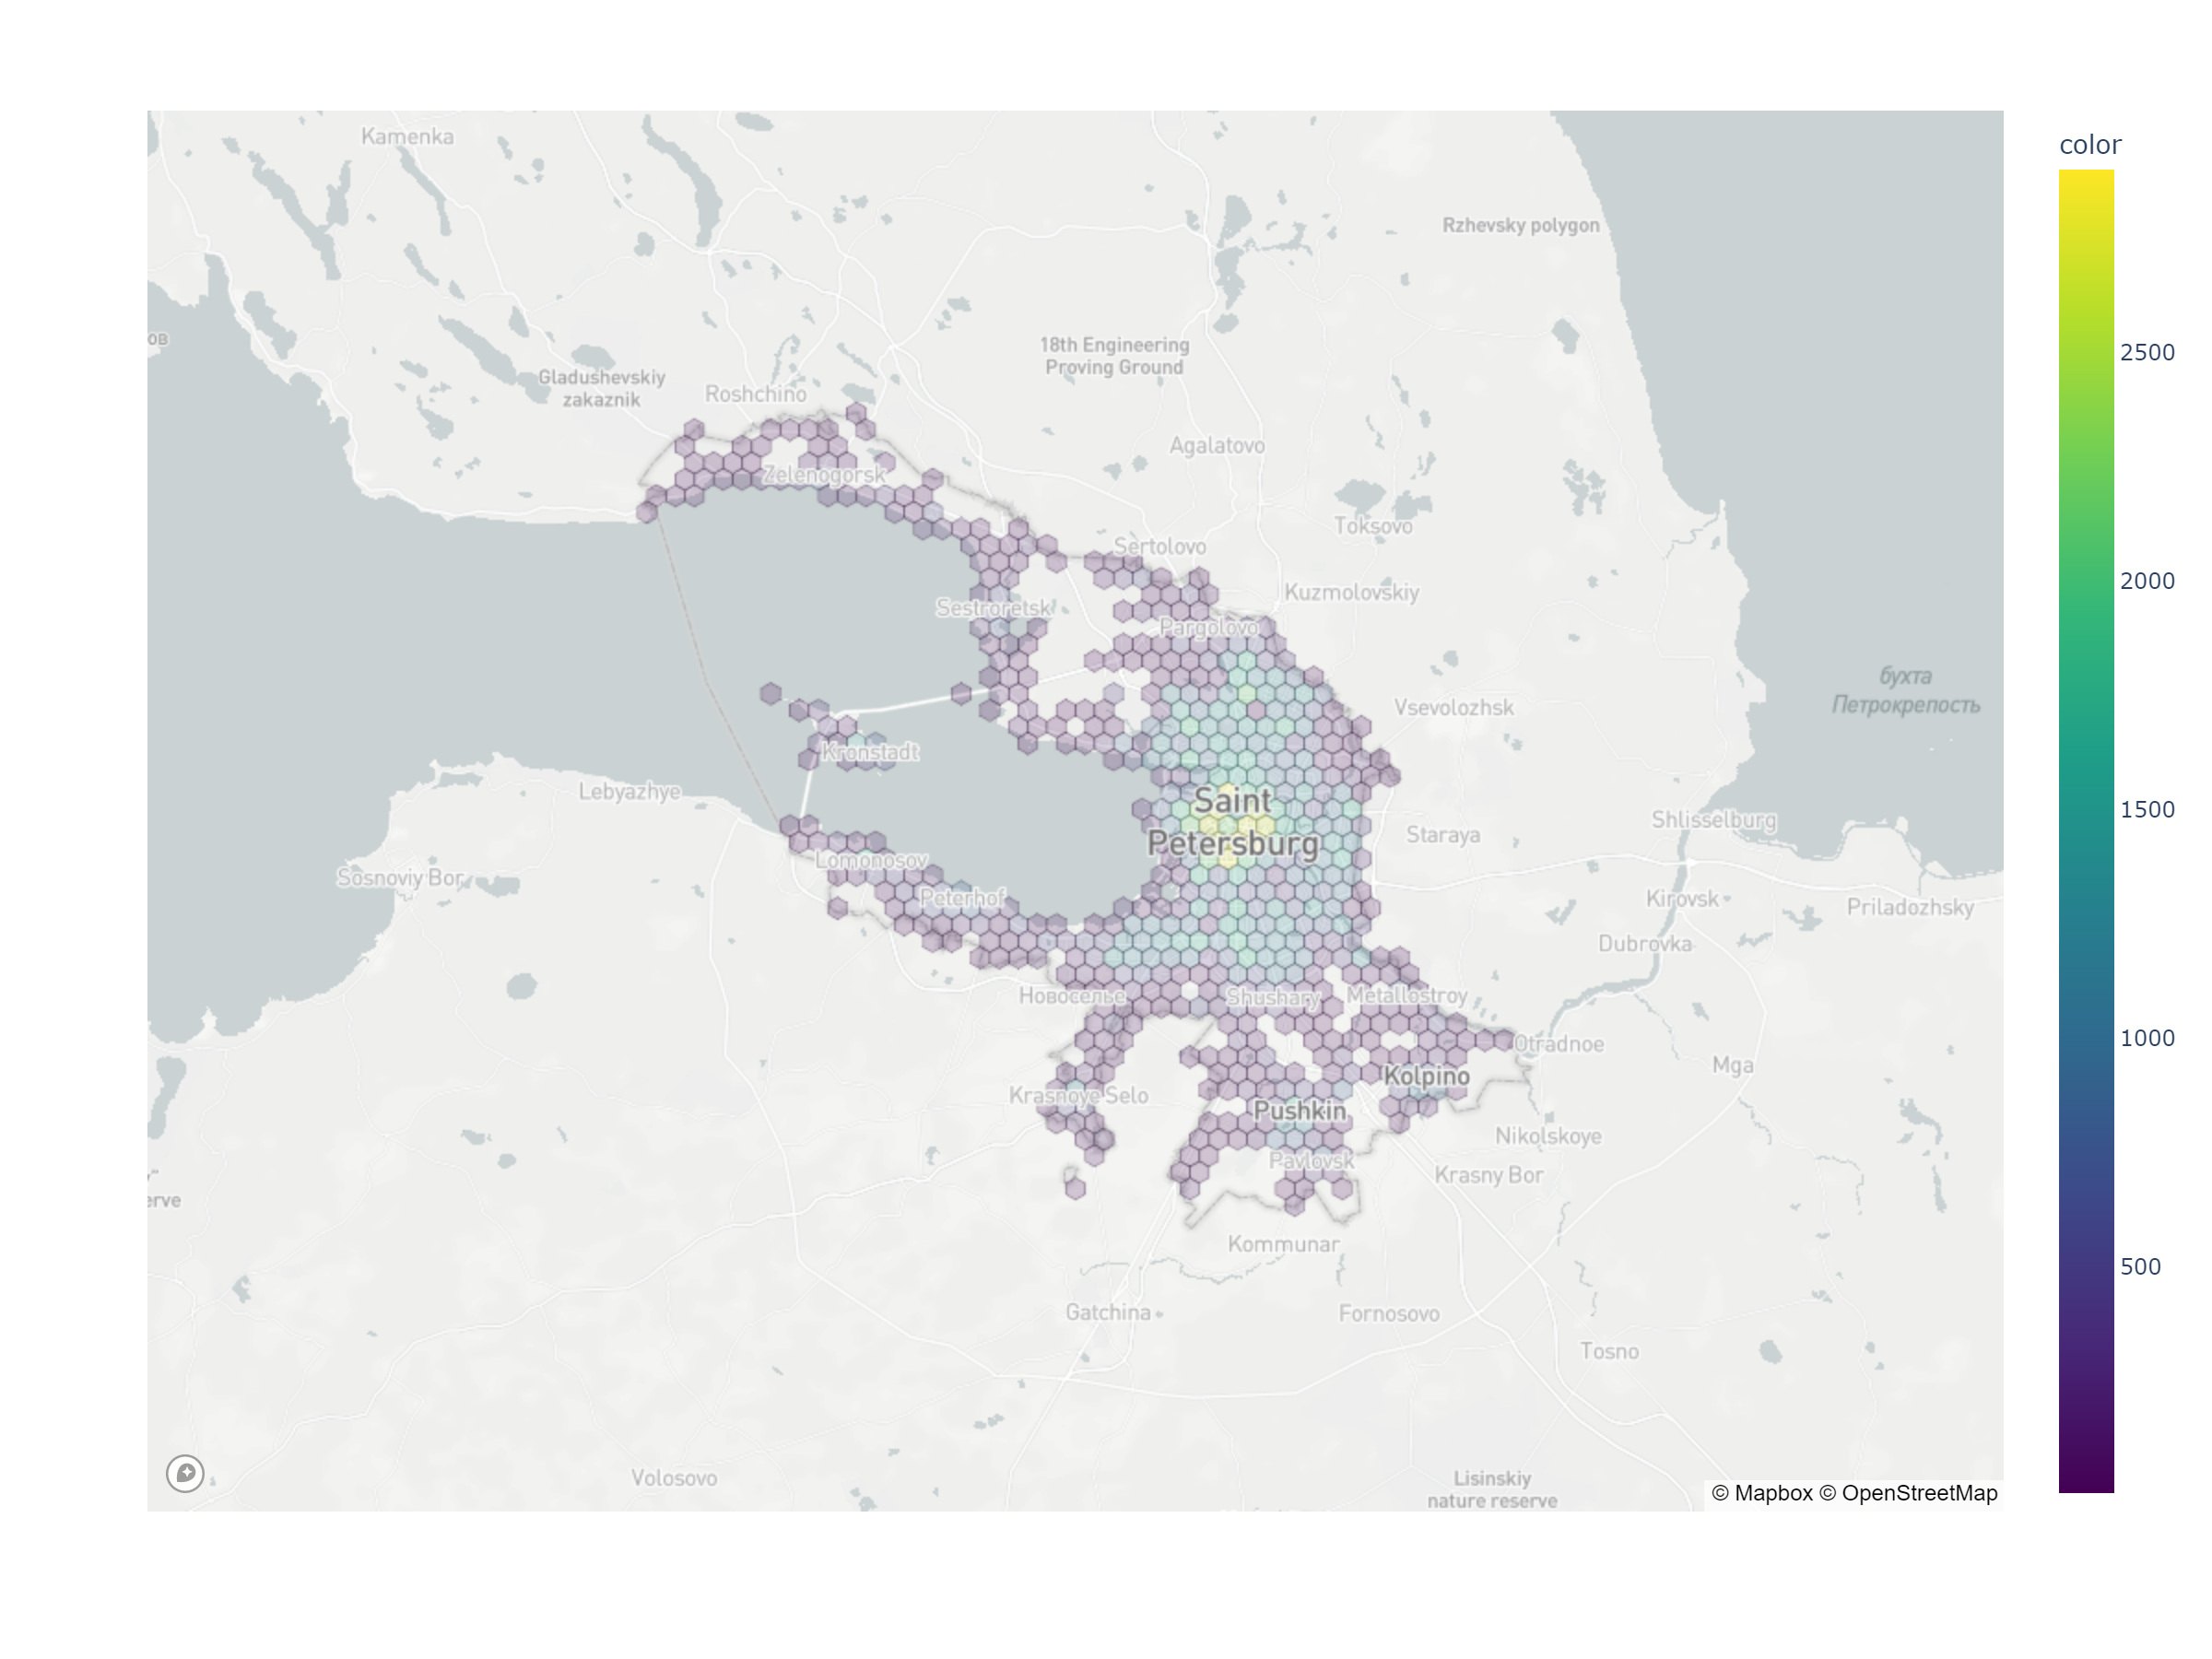 Kamenka
color
Rzhevsky polygon
ов
18th Engineering
Proving Ground
2500
Gladushevskiy
zakaznik
Roshchino
Agalatovo
Zelenogorsk
Toksovo
Sertolovo
2000
Kuzmolovskiy
Sestroretsk
Pargolovo
бухта
Петрокрепость
Vsevolozhsk
Kronstadt
Lebyazhye
Saint
Petersburg
1500
Shlisselburg
Staraya
Lomonosov
Sosnoviy Bor
Peterhof
Kirovsk
Priladozhsky
Dubrovka
Новоселье
Shushary
Metallostroy
1000
Otradnoe
Mga
Kolpino
Krasnoye Selo
Pushkin
Nikolskoye
Pavlovsk
Krasny Bor
erve
Kommunar
500
Gatchina
Fornosovo
Tosno
Volosovo
Lisinskiy
nature reserve
© Mapbox © OpenStreetMap